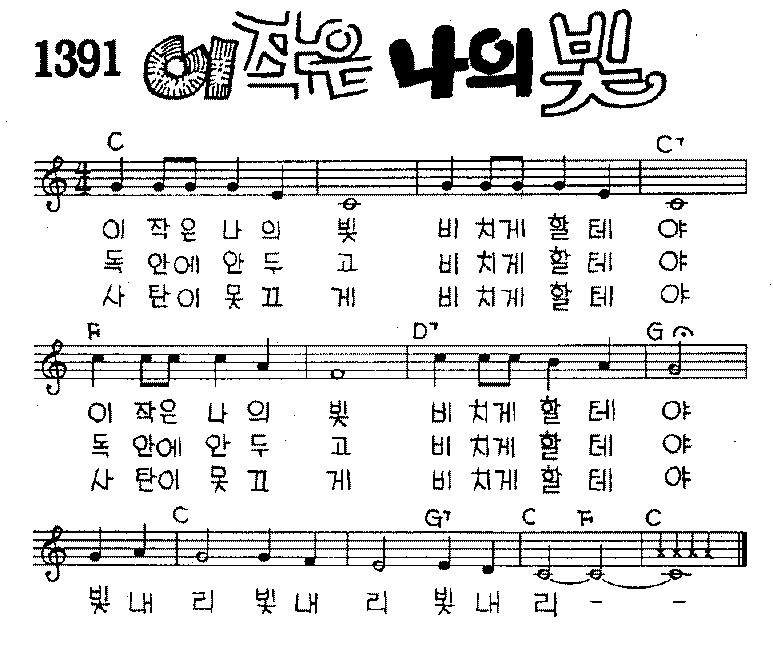 1391 이 작은 나의 빛
C C7
4/4
이 작은 나 의 빛 비 치게 할 테 야
독 안에 안 두 고 비 치게 할 테 야
사 탄이 못 끄 게 비 치게 할 테 야
F D7 G
이 작은 나 의 빛 비 치게 할 테 야
독 안에 안 두 고 비 치게 할 테 야
사 탄이 못 끄 게 비 치게 할 테 야
C G7 C F C
빛 내 리 빛 내 리 빛 내 리 - -